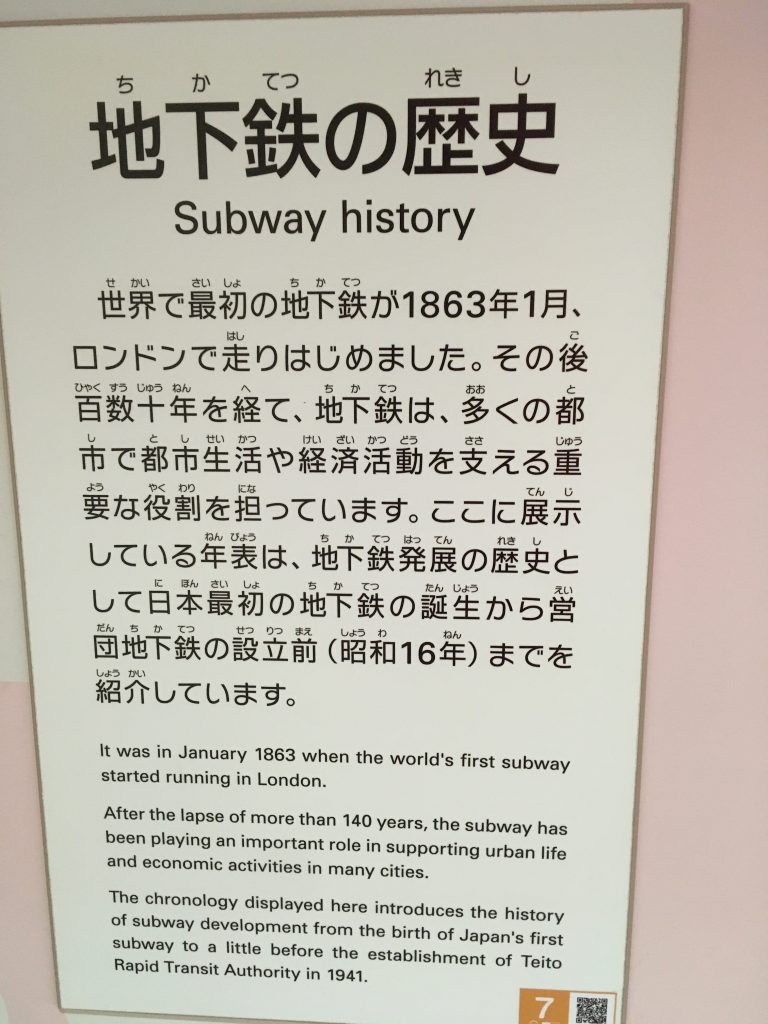 ち か てつ れき し
地下鉄の歴史
Subway history
せ かい さい しょ ち か てつ
世界で最初の地下鉄が1863年1月、
はし ご
ロンドンで走りはじめました。その後
ひゃく すう じゅう ねん へ ち か てつ おお と
百数十年を経て、地下鉄は、多くの都
し と し せい かつ けい ざい かつ どう ささ じゅう
市で都市生活や経済活動を支える重
よう やく わり にな てん じ
要な役割を担っています。ここに展示
ねん ぴょう ち か てつ はっ てん れき し
している年表は、地下鉄発展の歴史と
に ほん さい しょ ち か てつ たん じょう えい
して日本最初の地下鉄の誕生から営
だん ち か てつ せつ りつ まえ しょう わ ねん
団地下鉄の設立前（昭和16年）までを
しょう かい
紹介しています。
It was in January 1863 when the world's first subway
started running in London.
After the lapse of more than 140 years, the subway has
been playing an important role in supporting urban life
and economic activities in many cities.
The chronology displayed here introduces the history
of subway development from the birth of Japan's first
subway to a little before the establishment of Teito
Rapid Transit Authority in 1941.
7